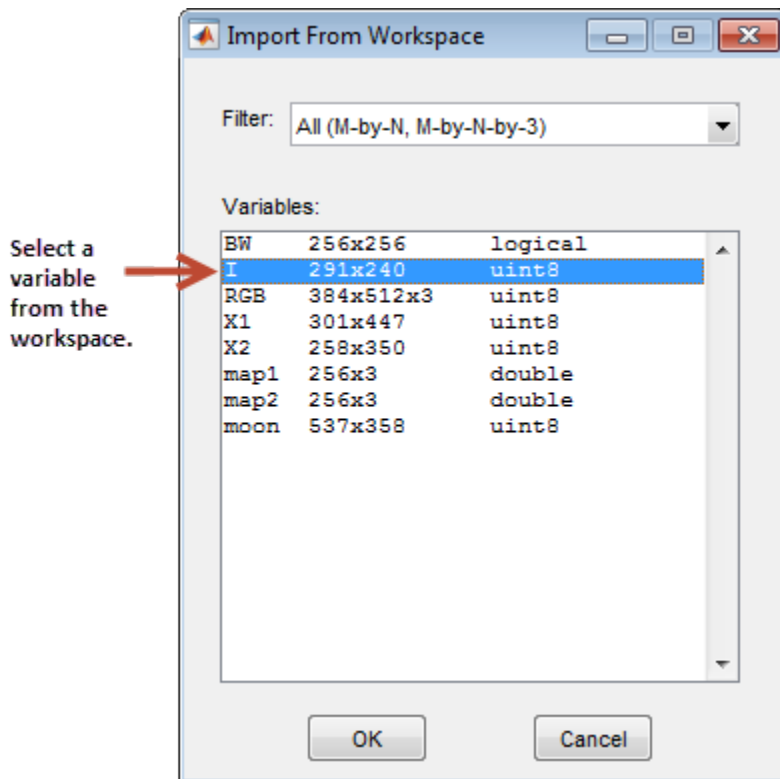 Import From Workspace
Filter: All (M-by-N, M-by-N-by-3)
Variables:
Select a
variable
from the
workspace.
BW 256x256 logical
I 291x240 uint8
RGB 384x512x3 uint8
X1 301x447 uint8
X2 258x350 uint8
map1 256x3 double
map2 256x3 double
moon 537x358 uint8
OK Cancel